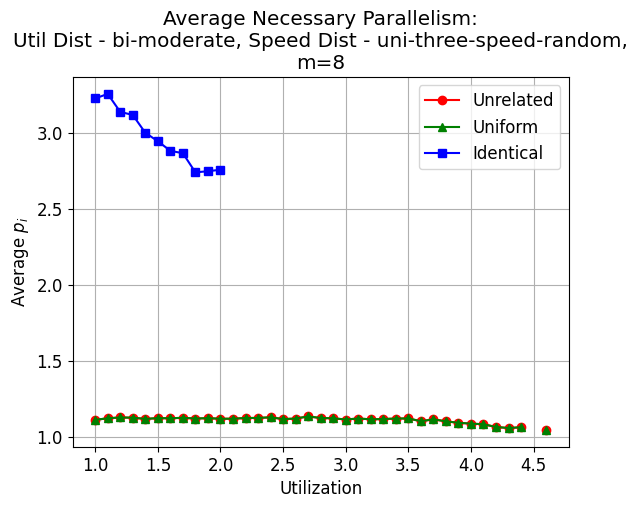 Average Necessary Parallelism:
Util Dist - bi-moderate, Speed Dist - uni-three-speed-random,
m=8
Unrelated
Uniform
Identical
3.0
2.5
2.0
1.5
1.0
Average p_i
1.0 1.5 2.0 2.5 3.0 3.5 4.0 4.5
Utilization